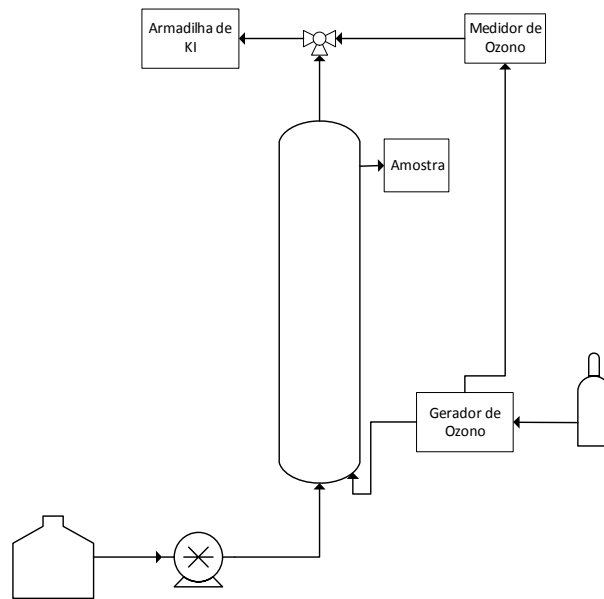 Armadilha de
KI
Medidor de
Ozono
Amostra
Gerador de
Ozono